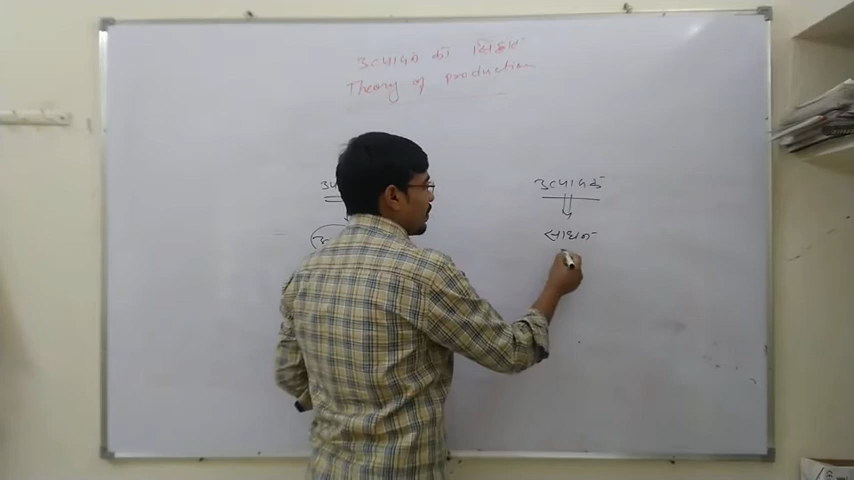 उत्पादन का सिद्धांत
Theory of production
उत्पादक
साधन